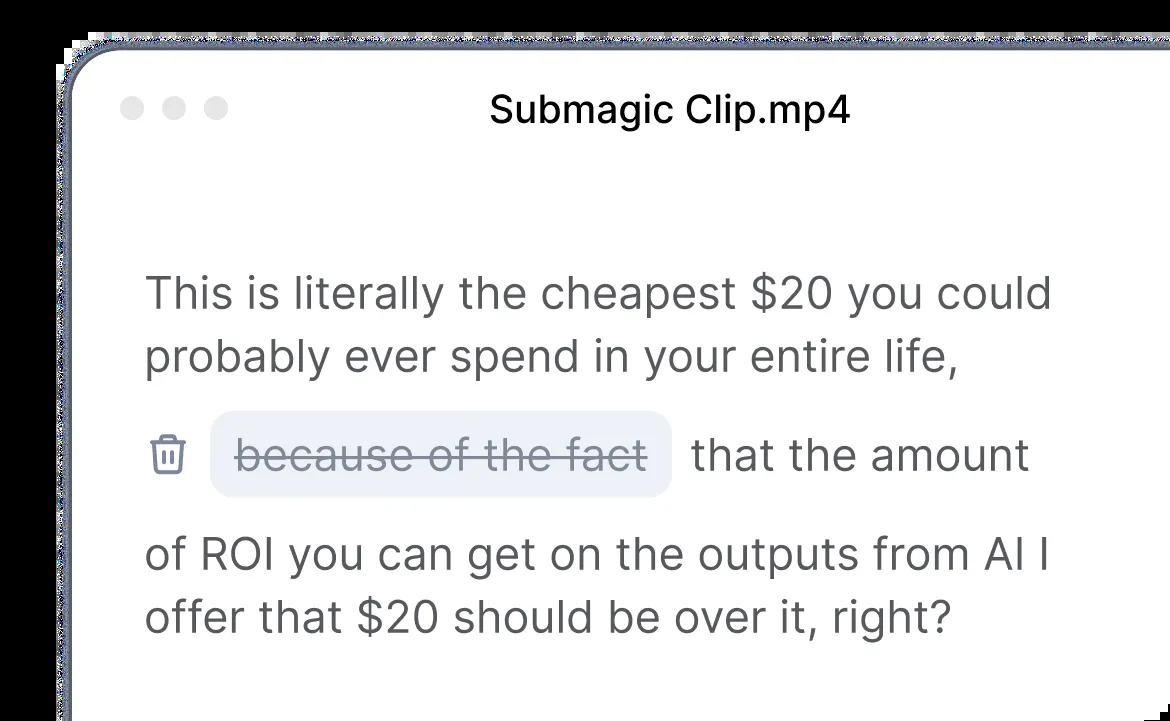 Submagic Clip.mp4
This is literally the cheapest $20 you could
probably ever spend in your entire life,
because of the fact that the amount
of ROI you can get on the outputs from AI I
offer that $20 should be over it, right?